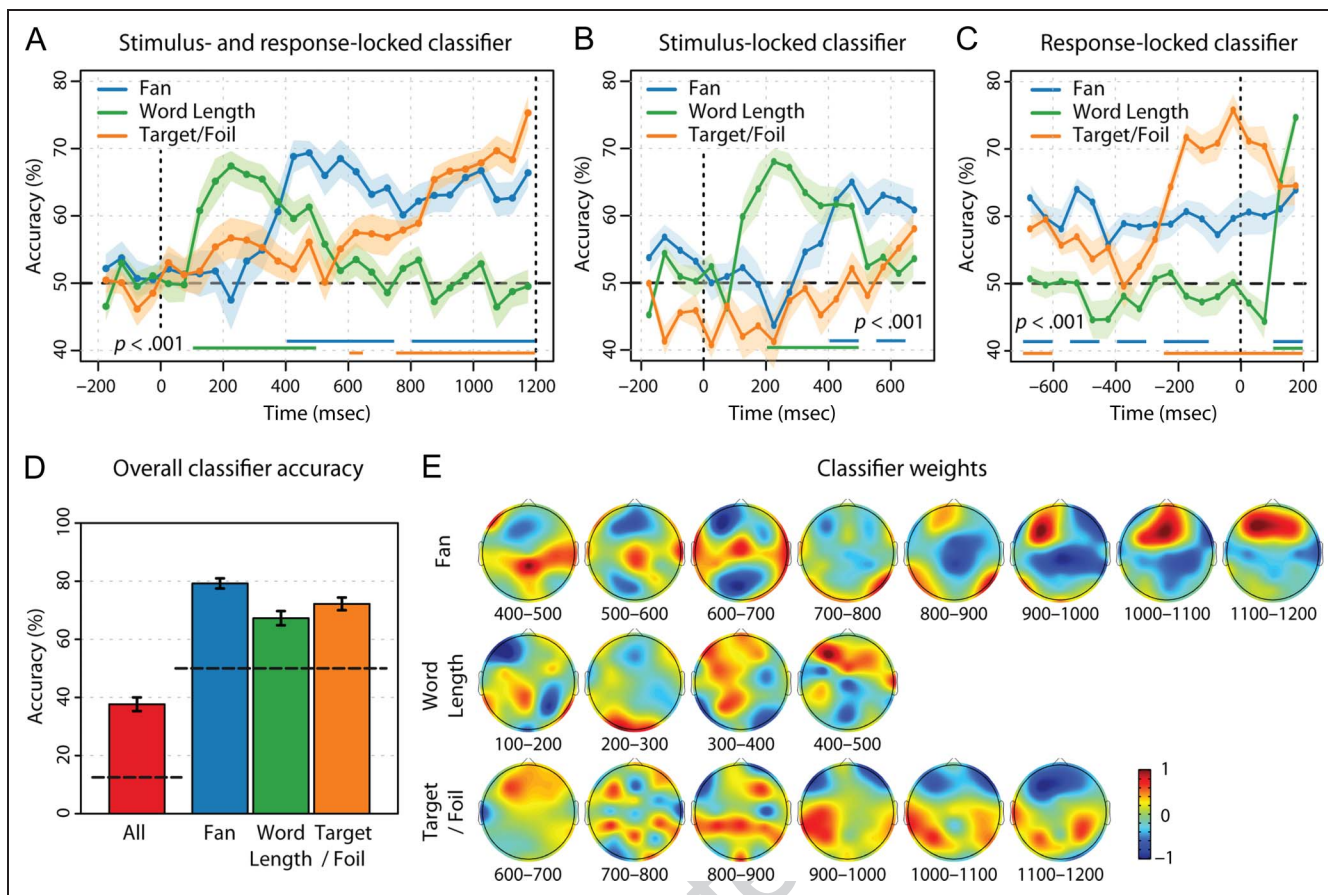 A Stimulus- and response-locked classifier
80
70
60
50
40
Accuracy (%)
Fan
Word Length
Target/Foil
p < .001
−200 0 200 400 600 800 1000 1200
Time (msec)
B Stimulus-locked classifier
80
70
60
50
40
Accuracy (%)
Fan
Word Length
Target/Foil
p < .001
−200 0 200 400 600
Time (msec)
C Response-locked classifier
80
70
60
50
40
Accuracy (%)
Fan
Word Length
Target/Foil
p < .001
−600 −400 −200 0 200
Time (msec)
D Overall classifier accuracy
100
80
60
40
20
0
Accuracy (%)
All Fan Word Target
Length / Foil
E Classifier weights
Fan
400–500 500–600 600–700 700–800 800–900 900–1000 1000–1100 1100–1200
Word
Length
100–200 200–300 300–400 400–500
Target
/ Foil
600–700 700–800 800–900 900–1000 1000–1100 1100–1200
1
0
−1